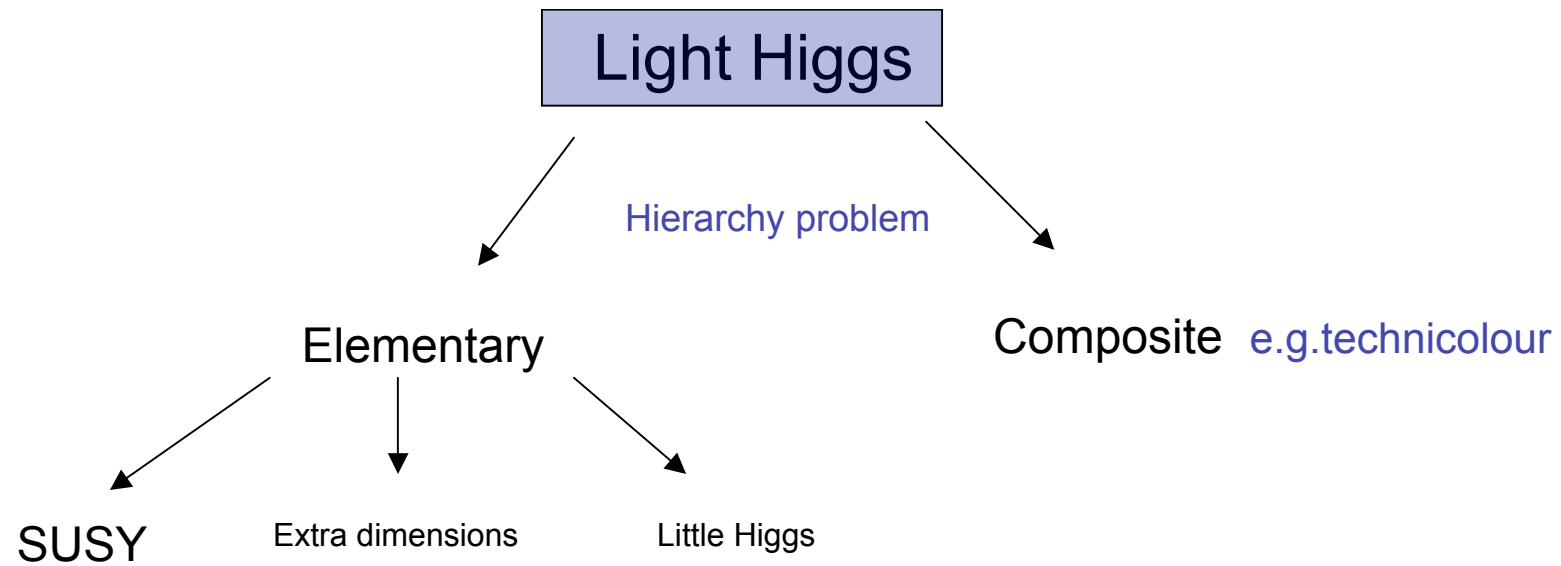 Light Higgs
Hierarchy problem
Elementary
Composite e.g.technicolour
SUSY
Extra dimensions
Little Higgs